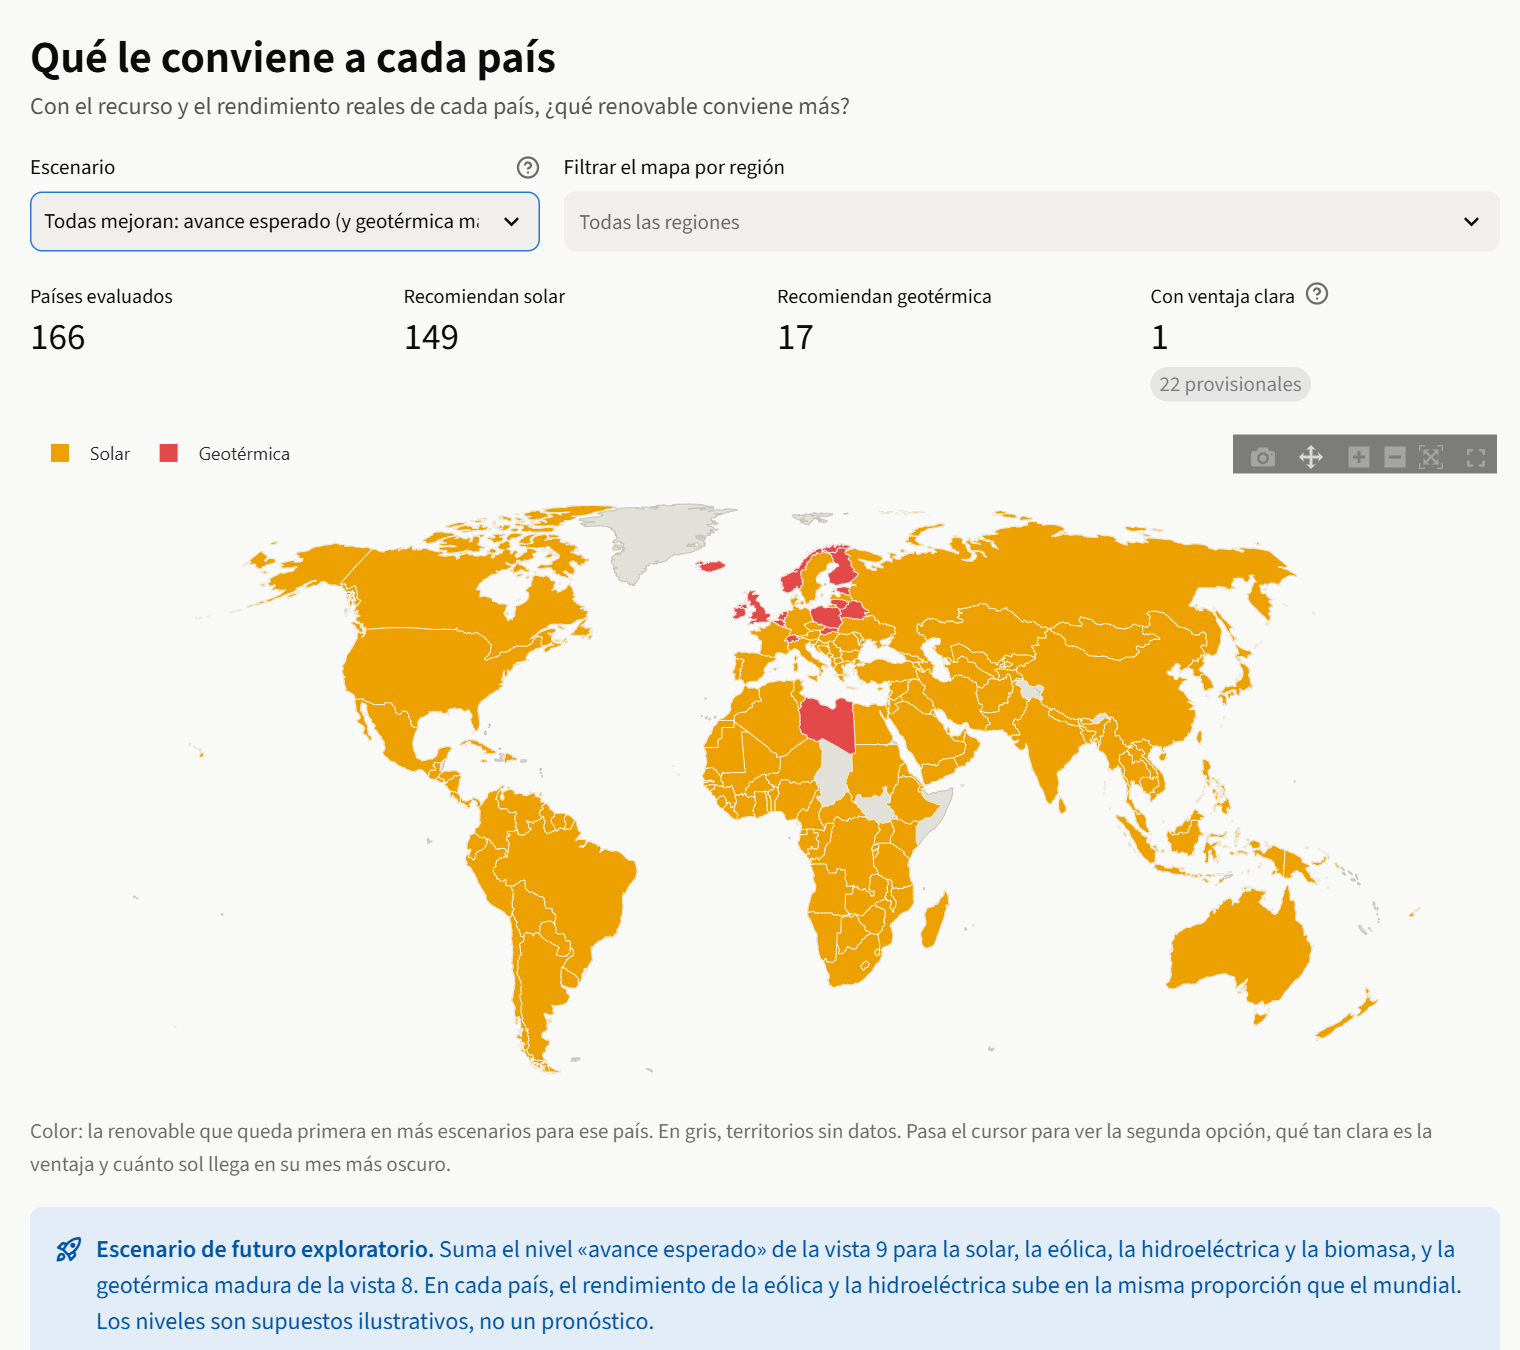 Qué le conviene a cada país
Con el recurso y el rendimiento reales de cada país, ¿qué renovable conviene más?
Escenario
Filtrar el mapa por región
Todas mejoran: avance esperado (y geotérmica
Todas las regiones
Países evaluados
166
Recomiendan solar
149
Recomiendan geotérmica
17
Con ventaja clara
1
22 provisionales
Solar
Geotérmica
Color: la renovable que queda primera en más escenarios para ese país. En gris, territorios sin datos. Pasa el cursor para ver la segunda opción, qué tan clara es la
ventaja y cuánto sol llega en su mes más oscuro.
Escenario de futuro exploratorio. Suma el nivel «avance esperado» de la vista 9 para la solar, la eólica, la hidroeléctrica y la biomasa, y la
geotérmica madura de la vista 8. En cada país, el rendimiento de la eólica y la hidroeléctrica sube en la misma proporción que el mundial.
Los niveles son supuestos ilustrativos, no un pronóstico.